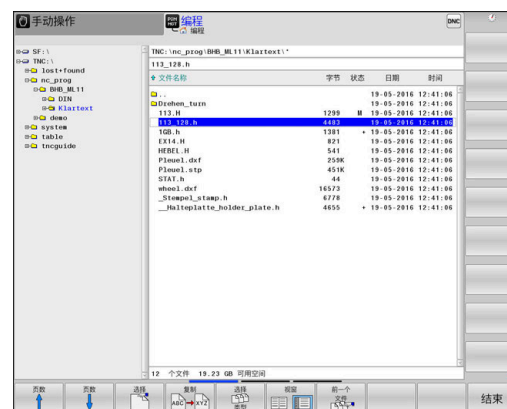 手动操作
PGM MGT 编程
编程
DNC
SF:\
TNC:\
lost+found
nc_prog
BHB_ML11
DIN
Klartext
demo
system
table
tncguide
TNC:\nc_prog\BHB_ML11\Klartext\*
113_128.h
文件名称 字节 状态 日期 时间
.. 19-05-2016 12:41:06
Drehen_turn 19-05-2016 12:41:06
113.H 1299 M 19-05-2016 12:41:06
113_128.h 4403 19-05-2016 12:41:06
1GB.h 1381 + 19-05-2016 12:41:06
EX14.H 821 19-05-2016 12:41:06
HEBEL.H 541 19-05-2016 12:41:06
Pleuel.dxf 259K 19-05-2016 12:41:06
Pleuel.stp 451K 19-05-2016 12:41:06
STAT.h 44 19-05-2016 12:41:06
wheel.dxf 16573 19-05-2016 12:41:06
_Stempel_stamp.h 6778 19-05-2016 12:41:06
__Halteplatte_holder_plate.h 4655 + 19-05-2016 12:41:06
12 个文件 19.23 GB 可用空间
页数 页数 选择 复制 选择 视窗 前一个
ABC → XYZ 类型 文件
结束